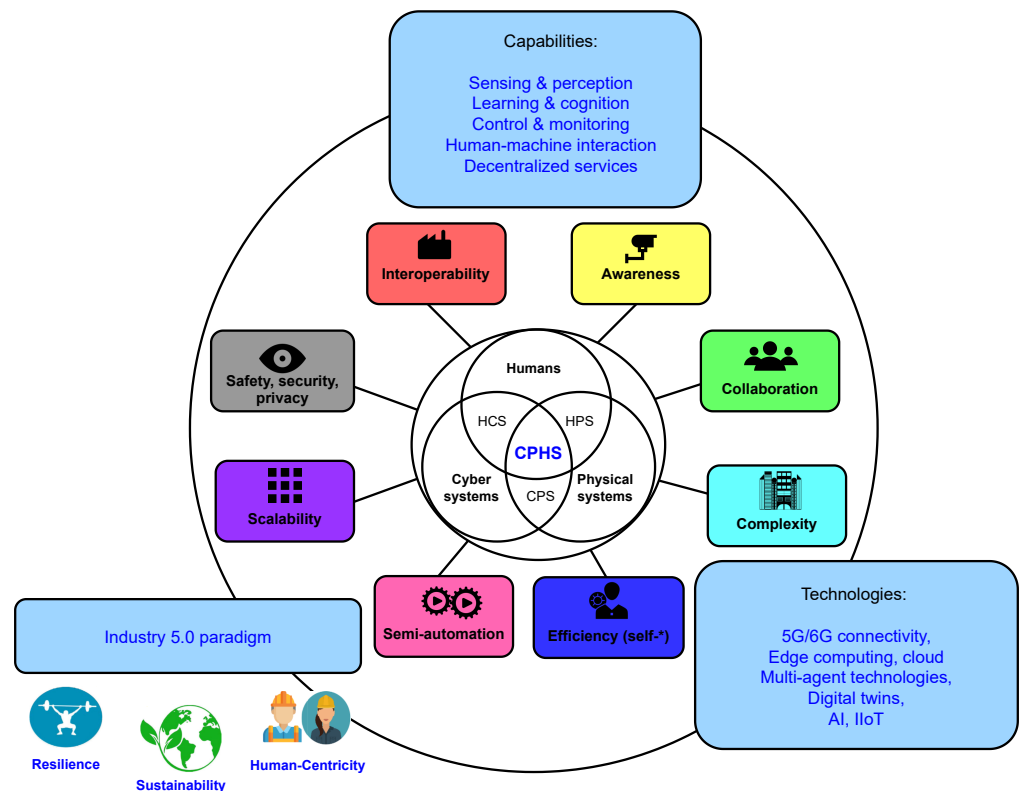 Capabilities:
Sensing & perception
Learning & cognition
Control & monitoring
Human-machine interaction
Decentralized services
Interoperability
Awareness
Safety, security,
privacy
Collaboration
Humans
HCS
HPS
CPHS
Cyber
systems
Physical
systems
CPS
Scalability
Complexity
Semi-automation
Efficiency (self-*)
Technologies:
5G/6G connectivity,
Edge computing, cloud
Multi-agent technologies,
Digital twins,
AI, IIoT
Industry 5.0 paradigm
Resilience
Sustainability
Human-Centricity